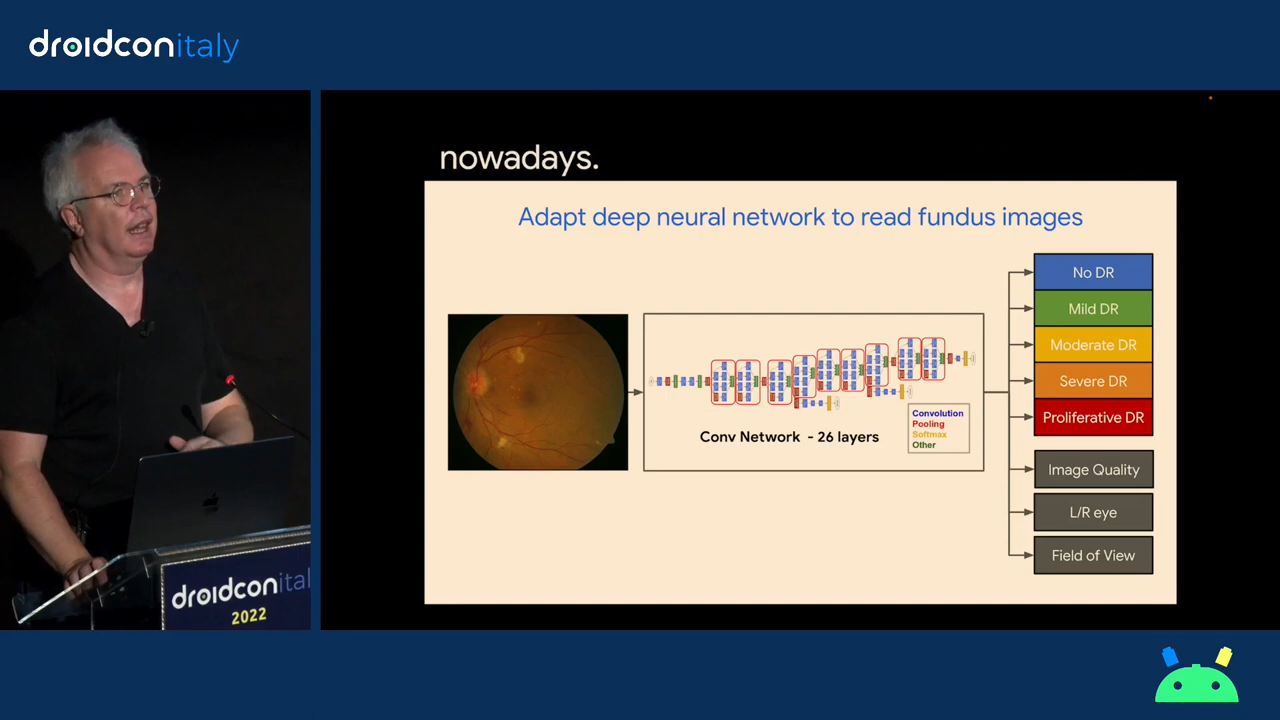 droidconitaly
nowadays.
Adapt deep neural network to read fundus images
No DR
Mild DR
Moderate DR
Severe DR
Proliferative DR
Image Quality
L/R eye
Field of View
Conv Network - 26 layers
Convolution
Pooling
Softmax
Other
droidconital
2022